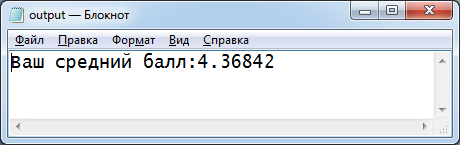 output — Блокнот
Файл Правка Формат Вид Справка
Ваш средний балл:4.36842